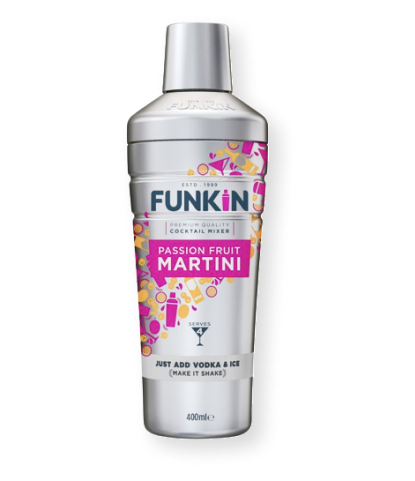 FUNKIN
ESTD . 1999
FUNKiN
PREMIUM QUALITY
COCKTAIL MIXER
PASSION FRUIT
MARTINI
SERVES
4
JUST ADD VODKA & ICE
(MAKE IT SHAKE)
400ml℮